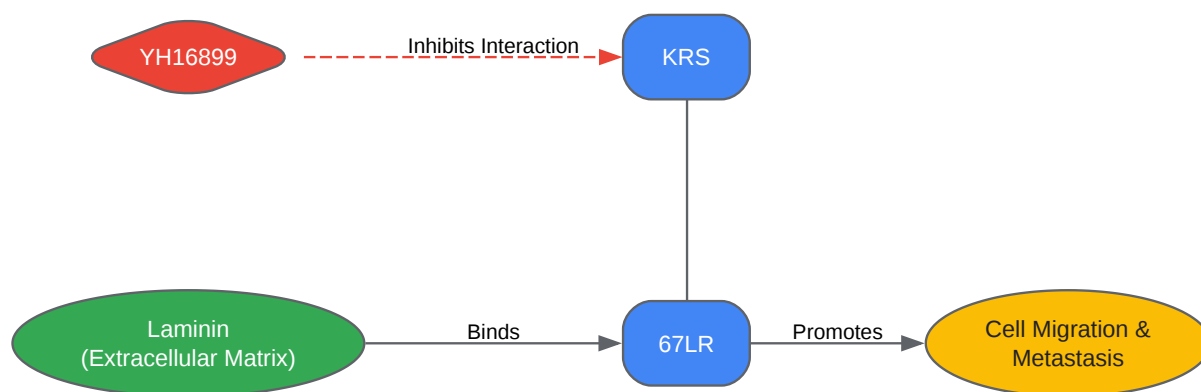 YH16899
Inhibits Interaction
KRS
Laminin
(Extracellular Matrix)
Binds
67LR
Promotes
Cell Migration &
Metastasis